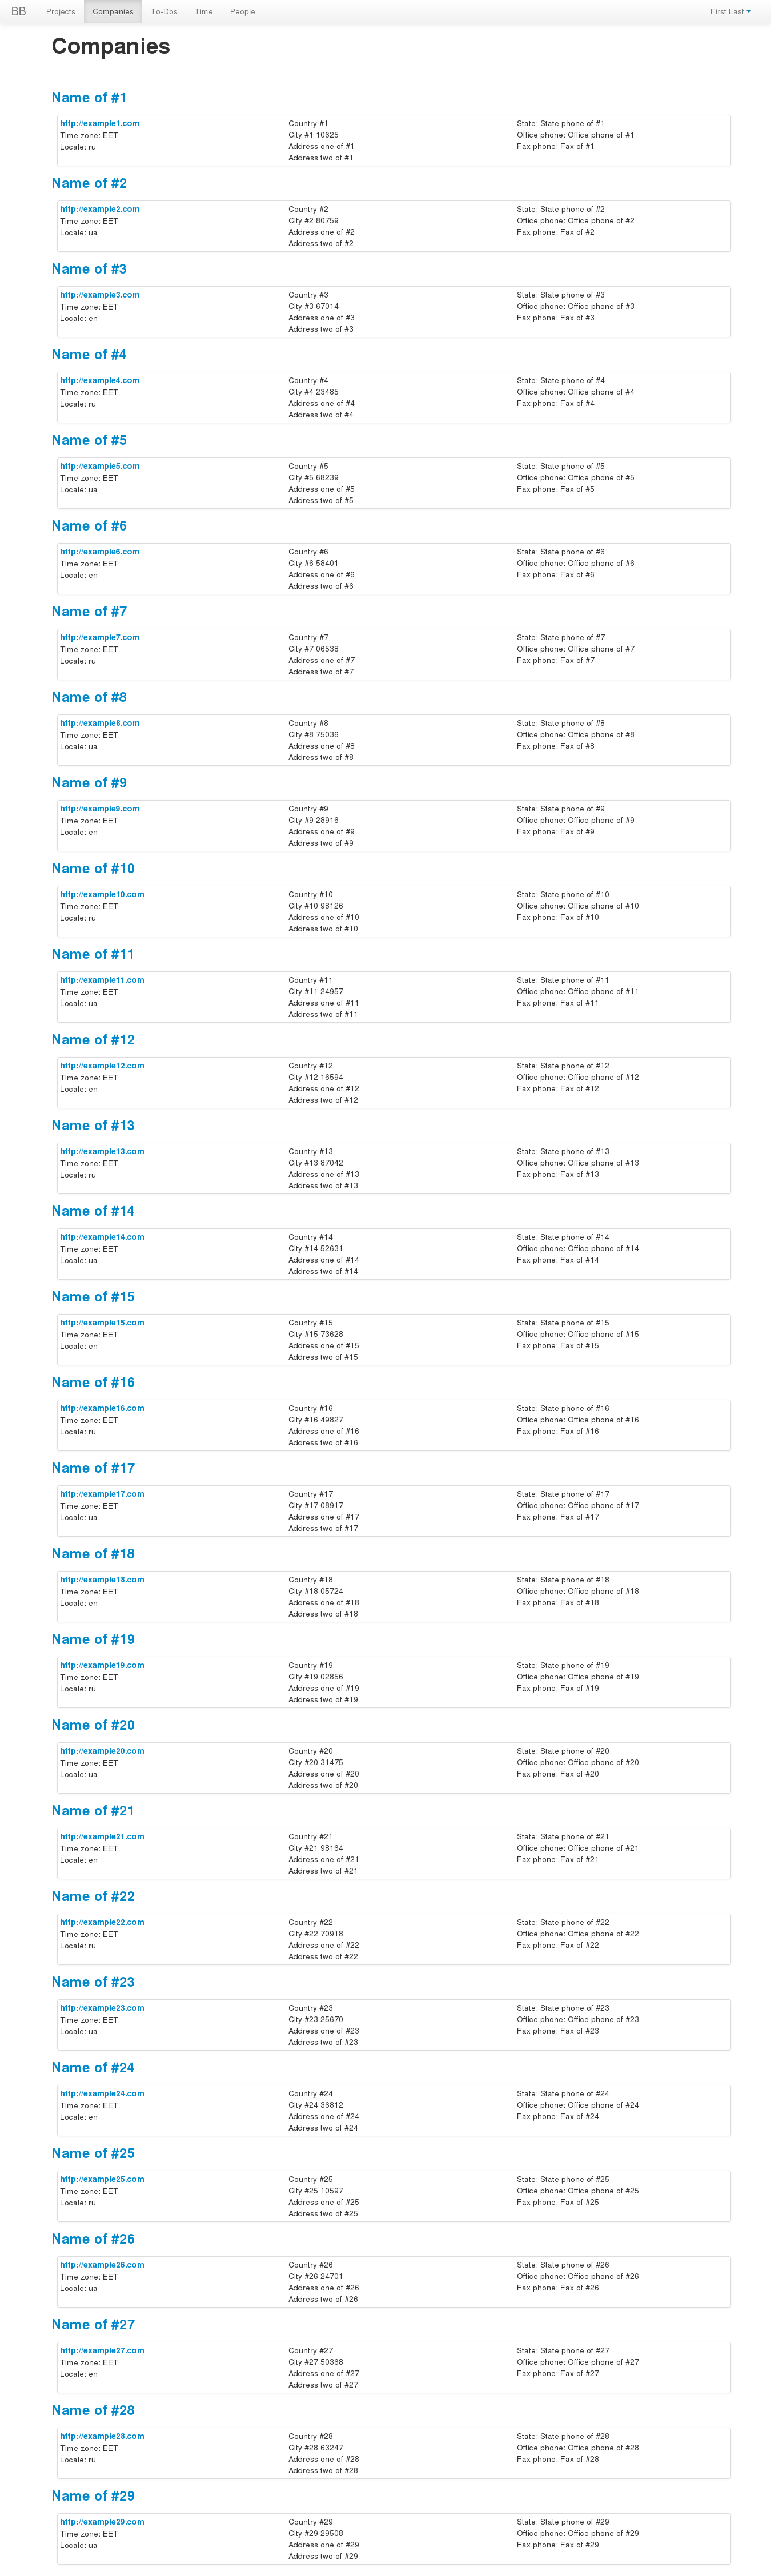 BB Projects Companies To-Dos Time People First Last
Companies
Name of #1
http://example1.com Country #1 State: State phone of #1
Time zone: EET City #1 10625 Office phone: Office phone of #1
Locale: ru Address one of #1 Fax phone: Fax of #1
Address two of #1
Name of #2
http://example2.com Country #2 State: State phone of #2
Time zone: EET City #2 80759 Office phone: Office phone of #2
Locale: ua Address one of #2 Fax phone: Fax of #2
Address two of #2
Name of #3
http://example3.com Country #3 State: State phone of #3
Time zone: EET City #3 67014 Office phone: Office phone of #3
Locale: en Address one of #3 Fax phone: Fax of #3
Address two of #3
Name of #4
http://example4.com Country #4 State: State phone of #4
Time zone: EET City #4 23485 Office phone: Office phone of #4
Locale: ru Address one of #4 Fax phone: Fax of #4
Address two of #4
Name of #5
http://example5.com Country #5 State: State phone of #5
Time zone: EET City #5 68239 Office phone: Office phone of #5
Locale: ua Address one of #5 Fax phone: Fax of #5
Address two of #5
Name of #6
http://example6.com Country #6 State: State phone of #6
Time zone: EET City #6 58401 Office phone: Office phone of #6
Locale: en Address one of #6 Fax phone: Fax of #6
Address two of #6
Name of #7
http://example7.com Country #7 State: State phone of #7
Time zone: EET City #7 06538 Office phone: Office phone of #7
Locale: ru Address one of #7 Fax phone: Fax of #7
Address two of #7
Name of #8
http://example8.com Country #8 State: State phone of #8
Time zone: EET City #8 75036 Office phone: Office phone of #8
Locale: ua Address one of #8 Fax phone: Fax of #8
Address two of #8
Name of #9
http://example9.com Country #9 State: State phone of #9
Time zone: EET City #9 28916 Office phone: Office phone of #9
Locale: en Address one of #9 Fax phone: Fax of #9
Address two of #9
Name of #10
http://example10.com Country #10 State: State phone of #10
Time zone: EET City #10 98126 Office phone: Office phone of #10
Locale: ru Address one of #10 Fax phone: Fax of #10
Address two of #10
Name of #11
http://example11.com Country #11 State: State phone of #11
Time zone: EET City #11 24957 Office phone: Office phone of #11
Locale: ua Address one of #11 Fax phone: Fax of #11
Address two of #11
Name of #12
http://example12.com Country #12 State: State phone of #12
Time zone: EET City #12 16594 Office phone: Office phone of #12
Locale: en Address one of #12 Fax phone: Fax of #12
Address two of #12
Name of #13
http://example13.com Country #13 State: State phone of #13
Time zone: EET City #13 87042 Office phone: Office phone of #13
Locale: ru Address one of #13 Fax phone: Fax of #13
Address two of #13
Name of #14
http://example14.com Country #14 State: State phone of #14
Time zone: EET City #14 52631 Office phone: Office phone of #14
Locale: ua Address one of #14 Fax phone: Fax of #14
Address two of #14
Name of #15
http://example15.com Country #15 State: State phone of #15
Time zone: EET City #15 73628 Office phone: Office phone of #15
Locale: en Address one of #15 Fax phone: Fax of #15
Address two of #15
Name of #16
http://example16.com Country #16 State: State phone of #16
Time zone: EET City #16 49827 Office phone: Office phone of #16
Locale: ru Address one of #16 Fax phone: Fax of #16
Address two of #16
Name of #17
http://example17.com Country #17 State: State phone of #17
Time zone: EET City #17 08917 Office phone: Office phone of #17
Locale: ua Address one of #17 Fax phone: Fax of #17
Address two of #17
Name of #18
http://example18.com Country #18 State: State phone of #18
Time zone: EET City #18 05724 Office phone: Office phone of #18
Locale: en Address one of #18 Fax phone: Fax of #18
Address two of #18
Name of #19
http://example19.com Country #19 State: State phone of #19
Time zone: EET City #19 02856 Office phone: Office phone of #19
Locale: ru Address one of #19 Fax phone: Fax of #19
Address two of #19
Name of #20
http://example20.com Country #20 State: State phone of #20
Time zone: EET City #20 31475 Office phone: Office phone of #20
Locale: ua Address one of #20 Fax phone: Fax of #20
Address two of #20
Name of #21
http://example21.com Country #21 State: State phone of #21
Time zone: EET City #21 98164 Office phone: Office phone of #21
Locale: en Address one of #21 Fax phone: Fax of #21
Address two of #21
Name of #22
http://example22.com Country #22 State: State phone of #22
Time zone: EET City #22 70918 Office phone: Office phone of #22
Locale: ru Address one of #22 Fax phone: Fax of #22
Address two of #22
Name of #23
http://example23.com Country #23 State: State phone of #23
Time zone: EET City #23 25670 Office phone: Office phone of #23
Locale: ua Address one of #23 Fax phone: Fax of #23
Address two of #23
Name of #24
http://example24.com Country #24 State: State phone of #24
Time zone: EET City #24 36812 Office phone: Office phone of #24
Locale: en Address one of #24 Fax phone: Fax of #24
Address two of #24
Name of #25
http://example25.com Country #25 State: State phone of #25
Time zone: EET City #25 10597 Office phone: Office phone of #25
Locale: ru Address one of #25 Fax phone: Fax of #25
Address two of #25
Name of #26
http://example26.com Country #26 State: State phone of #26
Time zone: EET City #26 24701 Office phone: Office phone of #26
Locale: ua Address one of #26 Fax phone: Fax of #26
Address two of #26
Name of #27
http://example27.com Country #27 State: State phone of #27
Time zone: EET City #27 50368 Office phone: Office phone of #27
Locale: en Address one of #27 Fax phone: Fax of #27
Address two of #27
Name of #28
http://example28.com Country #28 State: State phone of #28
Time zone: EET City #28 63247 Office phone: Office phone of #28
Locale: ru Address one of #28 Fax phone: Fax of #28
Address two of #28
Name of #29
http://example29.com Country #29 State: State phone of #29
Time zone: EET City #29 29508 Office phone: Office phone of #29
Locale: ua Address one of #29 Fax phone: Fax of #29
Address two of #29